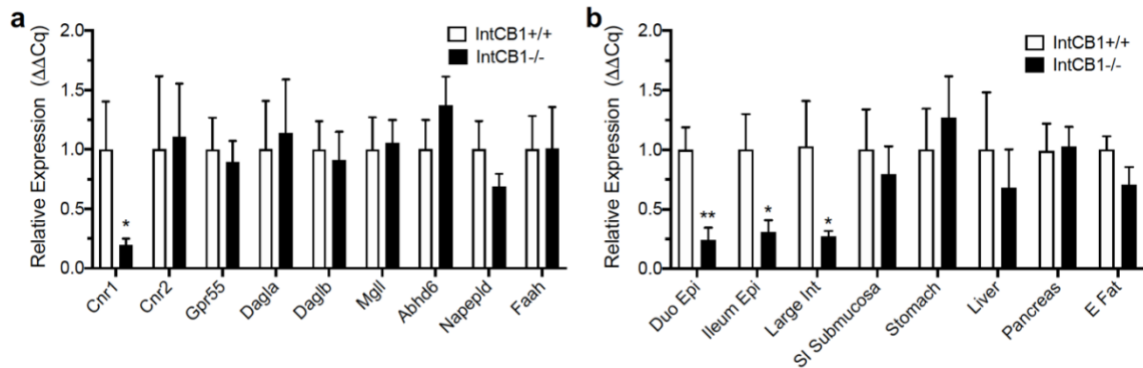 a
Relative Expression (ΔΔCq)
2.0
1.5
1.0
0.5
0.0
IntCB1+/+
IntCB1-/-
*
Cnr1
Cnr2
Gpr55
Dagla
Daglb
Mgll
Abhd6
Napepld
Faah
b
Relative Expression (ΔΔCq)
2.0
1.5
1.0
0.5
0.0
IntCB1+/+
IntCB1-/-
**
*
*
Duo Epi
Ileum Epi
Large Int
SI Submucosa
Stomach
Liver
Pancreas
E Fat